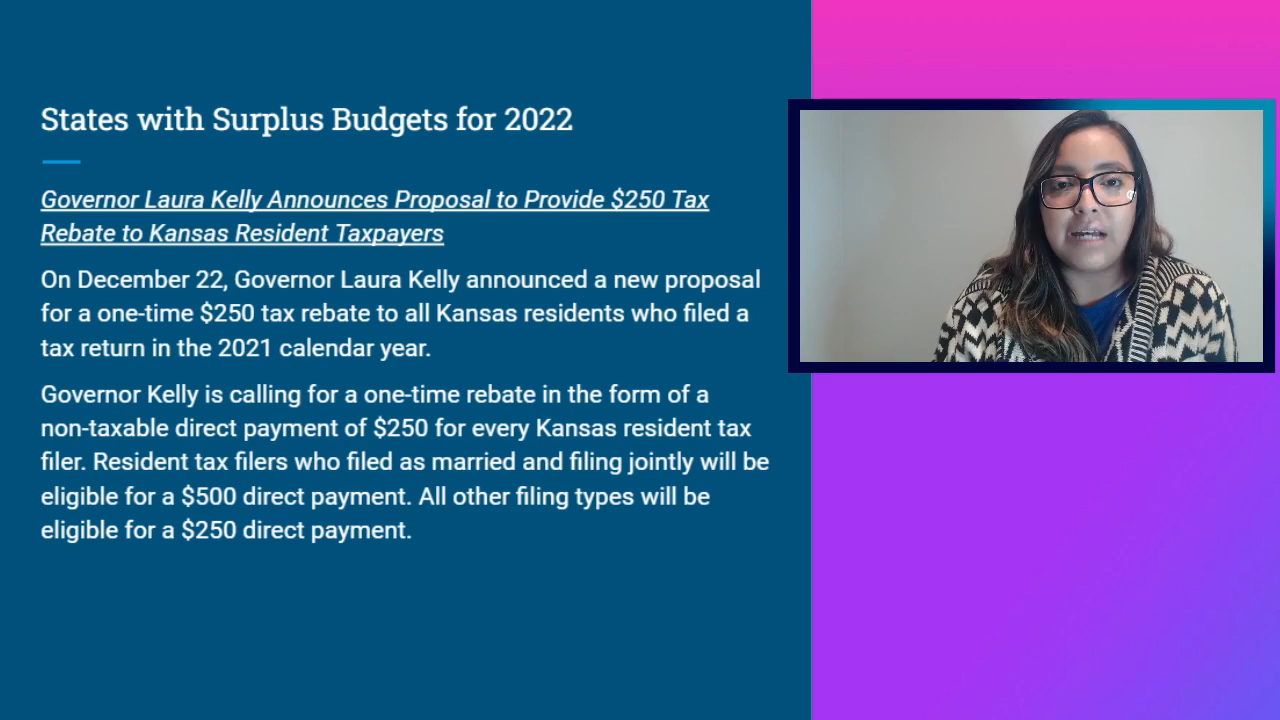 States with Surplus Budgets for 2022
Governor Laura Kelly Announces Proposal to Provide $250 Tax
Rebate to Kansas Resident Taxpayers
On December 22, Governor Laura Kelly announced a new proposal
for a one-time $250 tax rebate to all Kansas residents who filed a
tax return in the 2021 calendar year.
Governor Kelly is calling for a one-time rebate in the form of a
non-taxable direct payment of $250 for every Kansas resident tax
filer. Resident tax filers who filed as married and filing jointly will be
eligible for a $500 direct payment. All other filing types will be
eligible for a $250 direct payment.